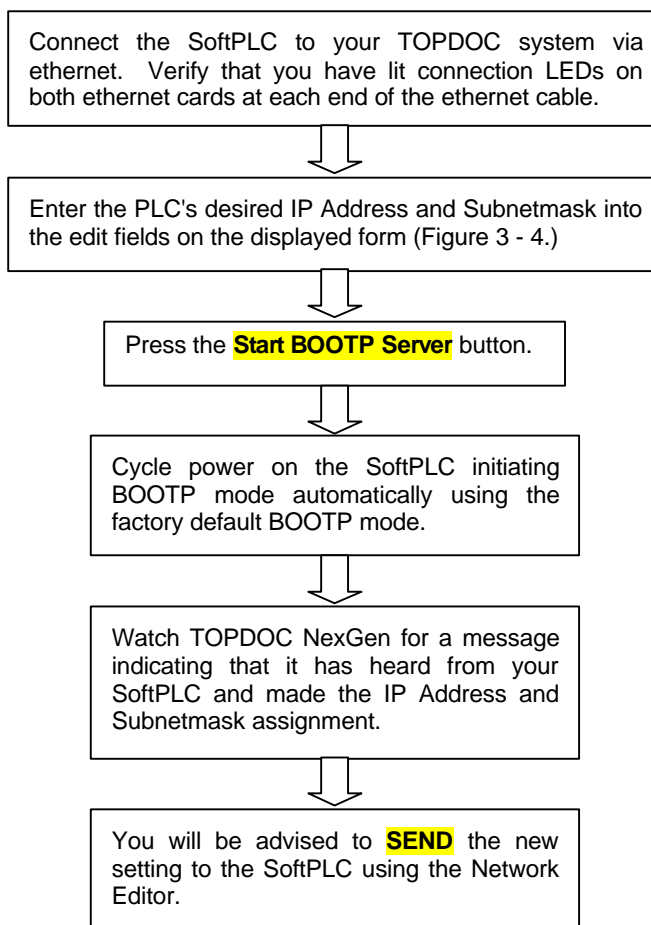 Connect the SoftPLC to your TOPDOC system via
ethernet. Verify that you have lit connection LEDs on
both ethernet cards at each end of the ethernet cable.
Enter the PLC's desired IP Address and Subnetmask into
the edit fields on the displayed form (Figure 3 - 4.)
Press the Start BOOTP Server button.
Cycle power on the SoftPLC initiating
BOOTP mode automatically using the
factory default BOOTP mode.
Watch TOPDOC NexGen for a message
indicating that it has heard from your
SoftPLC and made the IP Address and
Subnetmask assignment.
You will be advised to SEND the new
setting to the SoftPLC using the Network
Editor.